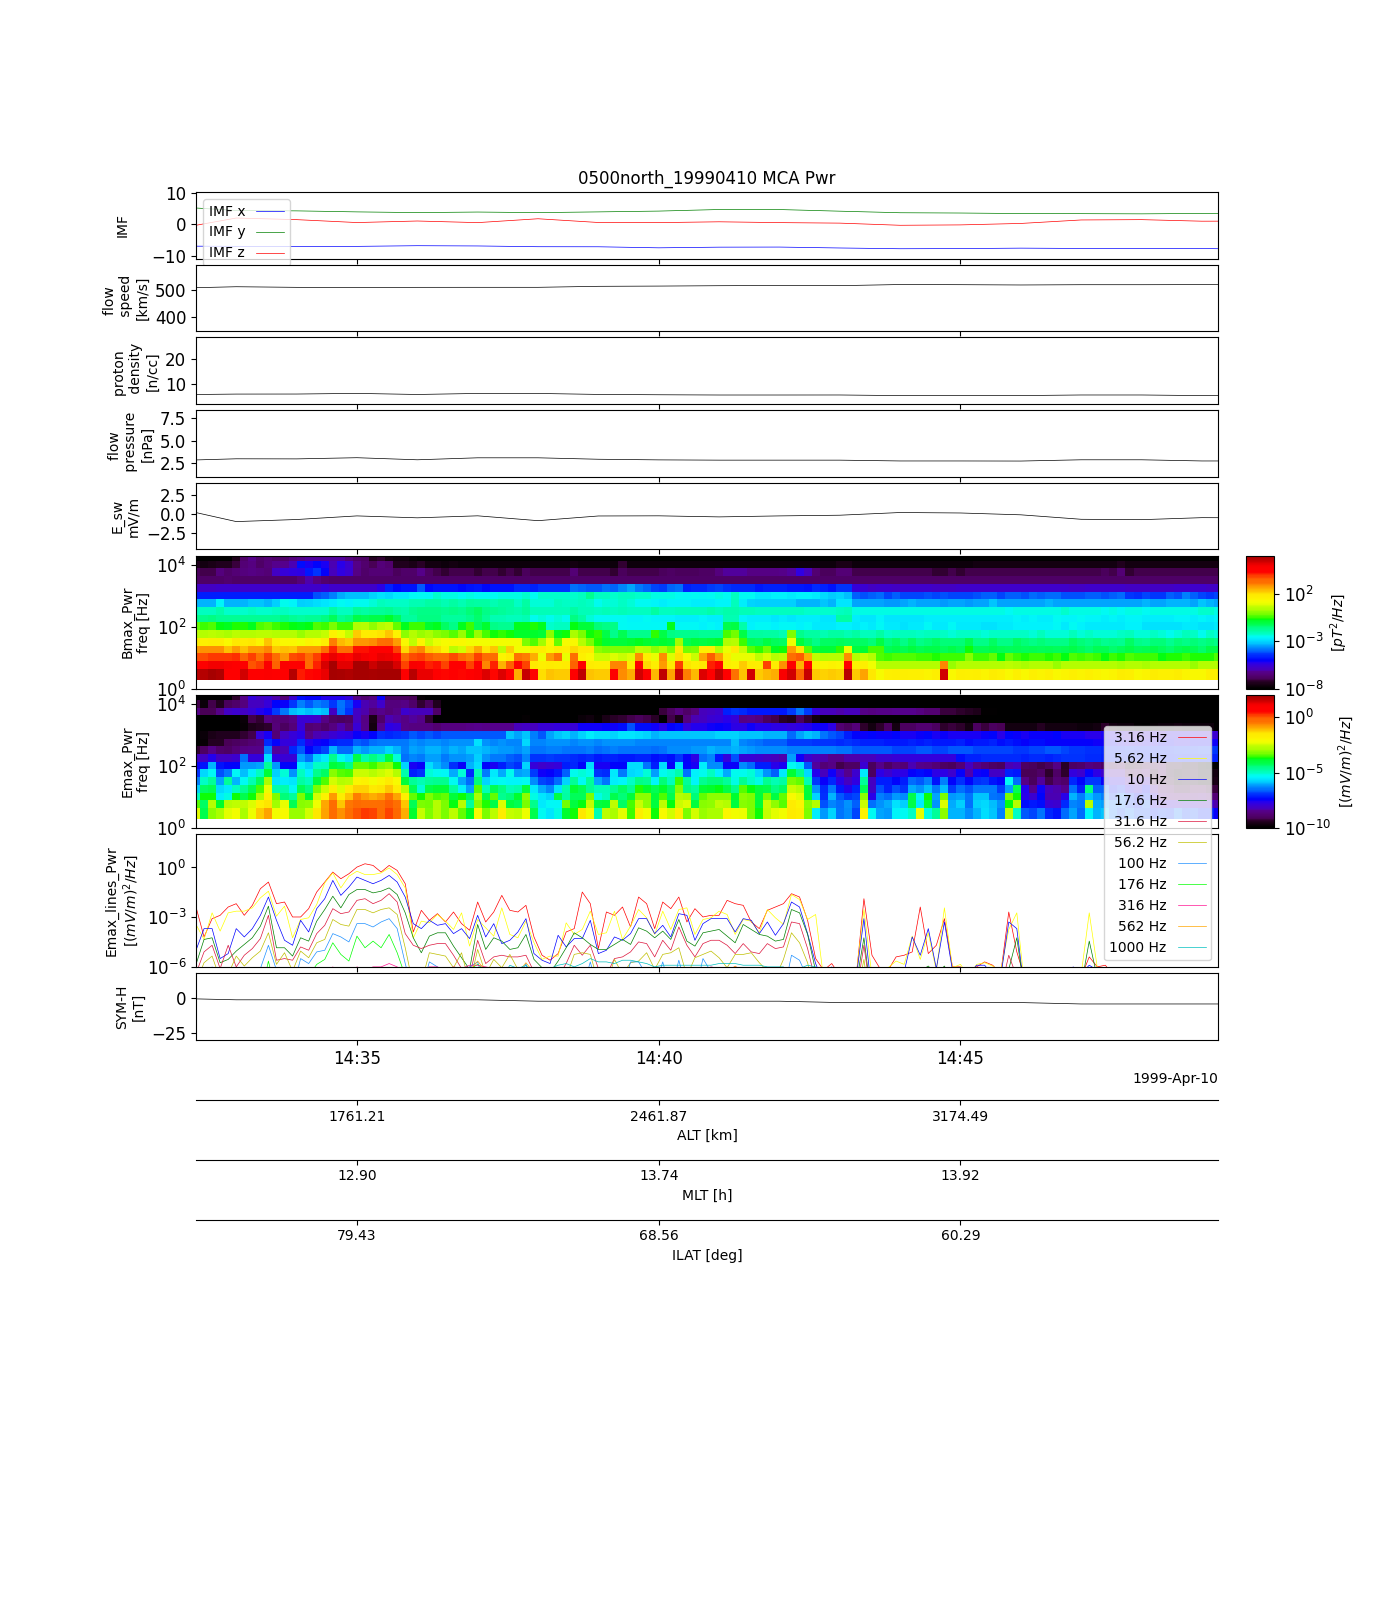 0500north_19990410 MCA Pwr
10
0
−10
IMF
IMF x
IMF y
IMF z
500
400
flow
speed
[km/s]
20
10
proton
density
[n/cc]
7.5
5.0
2.5
flow
pressure
[nPa]
2.5
0.0
−2.5
E_sw
mV/m
10^4
10^2
10^0
Bmax_Pwr
freq [Hz]
10^2
10^−3
10^−8
[pT^2/Hz]
10^4
10^2
10^0
Emax_Pwr
freq [Hz]
10^0
10^−5
10^−10
[(mV/m)^2/Hz]
3.16 Hz
5.62 Hz
10 Hz
17.6 Hz
31.6 Hz
56.2 Hz
100 Hz
176 Hz
316 Hz
562 Hz
1000 Hz
10^0
10^−3
10^−6
Emax_lines_Pwr
[(mV/m)^2/Hz]
0
−25
SYM-H
[nT]
14:35 14:40 14:45
1999-Apr-10
1761.21 2461.87 3174.49
ALT [km]
12.90 13.74 13.92
MLT [h]
79.43 68.56 60.29
ILAT [deg]